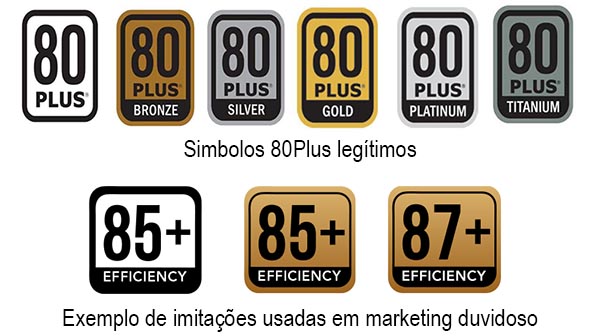 80 PLUS®
80 PLUS® BRONZE
80 PLUS® SILVER
80 PLUS® GOLD
80 PLUS® PLATINUM
80 PLUS® TITANIUM
Simbolos 80Plus legítimos
85+ EFFICIENCY
85+ EFFICIENCY
87+ EFFICIENCY
Exemplo de imitações usadas em marketing duvidoso